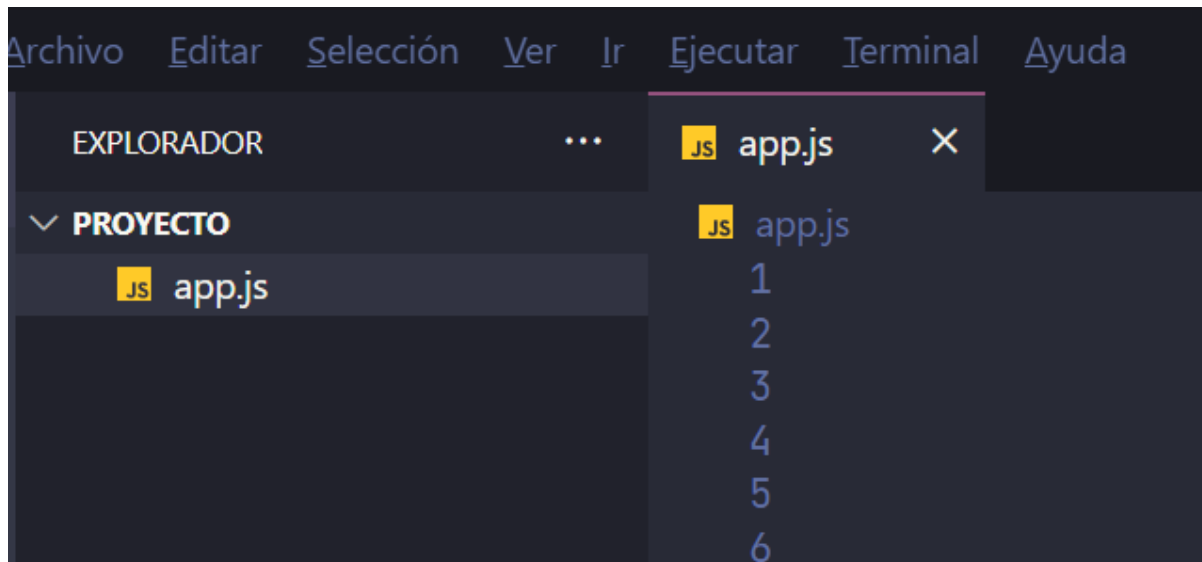 Archivo Editar Selección Ver Ir Ejecutar Terminal Ayuda
EXPLORADOR ...
PROYECTO
JS app.js
JS app.js
JS app.js
1
2
3
4
5
6